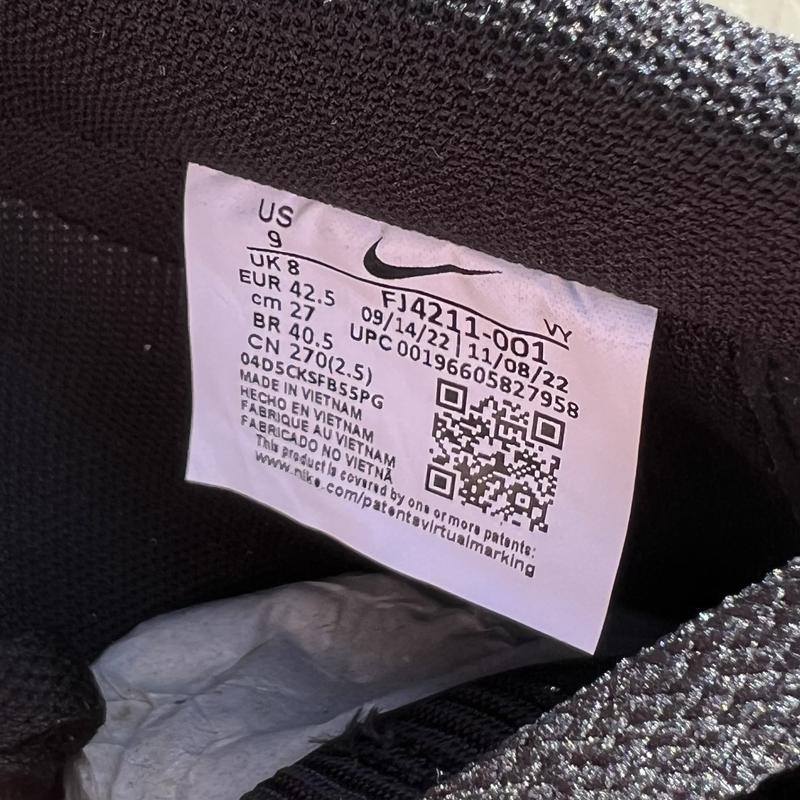 US
9
UK 8
EUR 42.5
cm 27
BR 40.5
CN 270(2.5)
04D5CKSFB55PG
MADE IN VIETNAM
HECHO EN VIETNAM
FABRIQUE AU VIETNAM
FABRICADO NO VIETNÃ
This product is covered by one or more patents:
www.nike.com/patentsvirtualmarking
FJ4211-001
VY
09/14/22 | 11/08/22
UPC 00196605827958